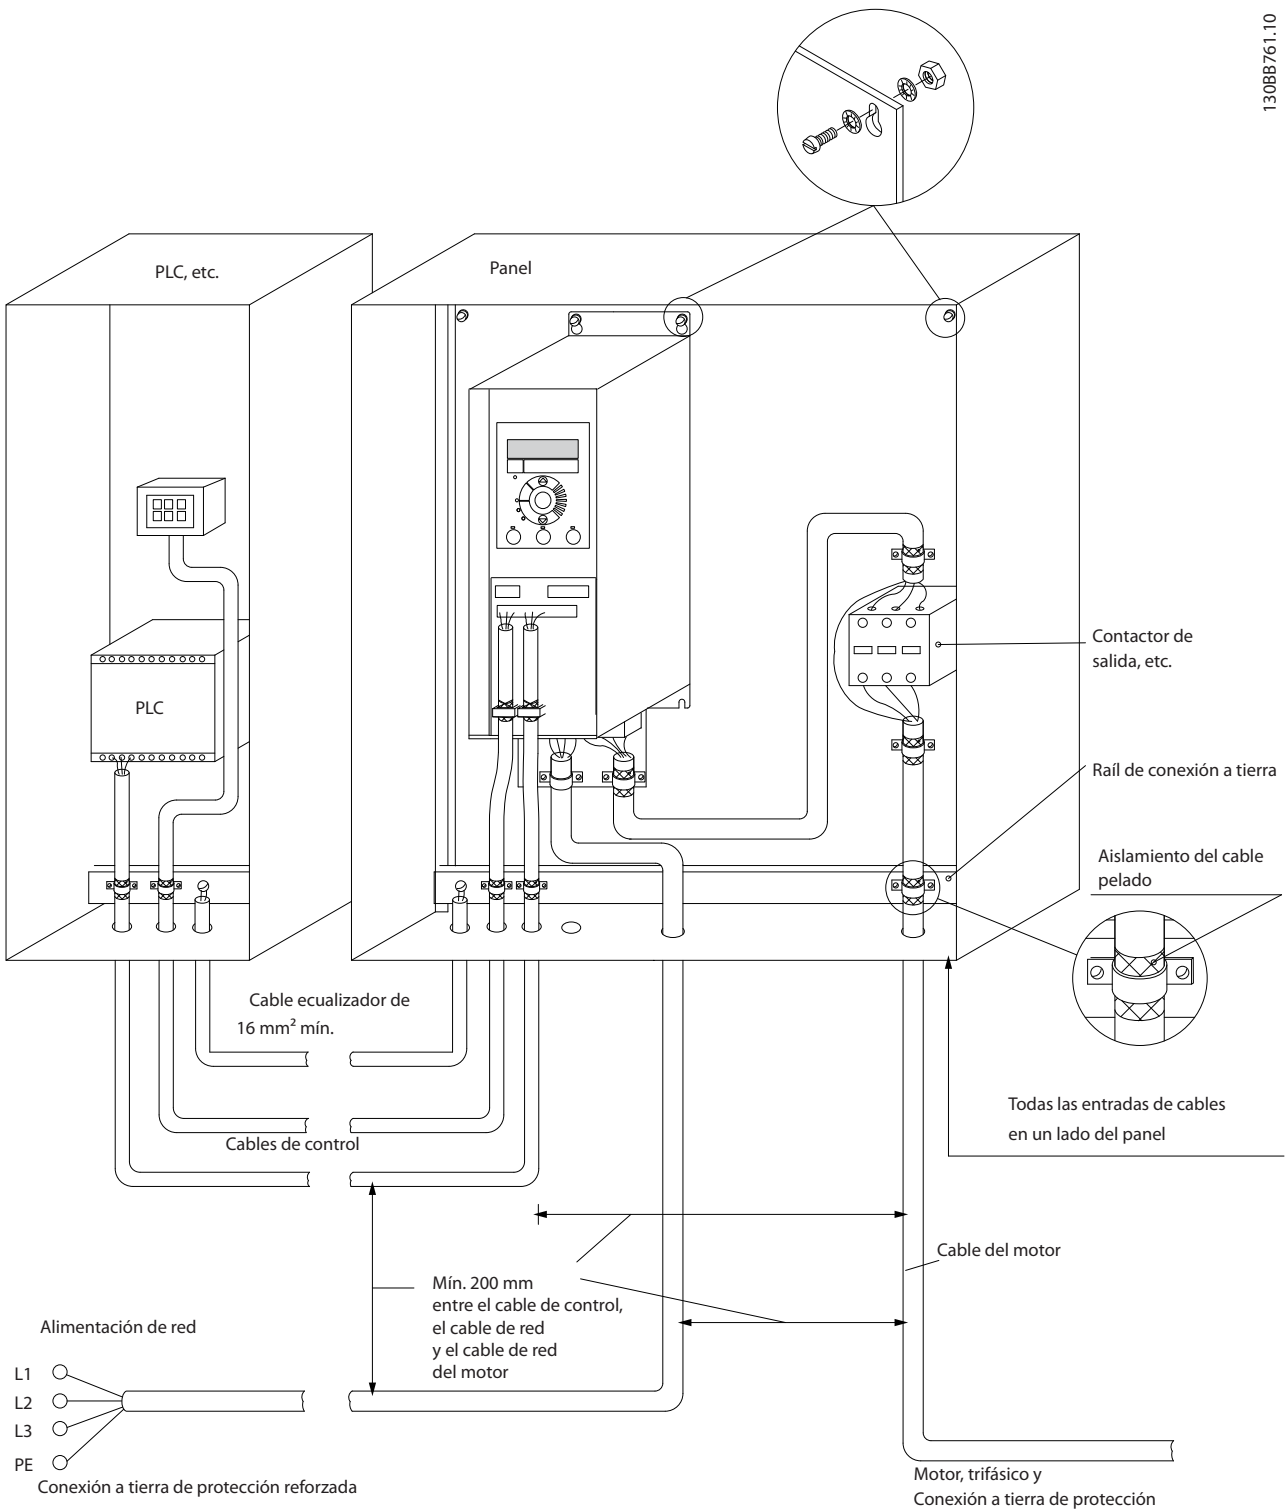 130BB761.10
PLC, etc.
Panel
PLC
Contactor de
salida, etc.
Raíl de conexión a tierra
Aislamiento del cable
pelado
Cable ecualizador de
16 mm² mín.
Todas las entradas de cables
en un lado del panel
Cables de control
Cable del motor
Mín. 200 mm
entre el cable de control,
el cable de red
y el cable de red
del motor
Alimentación de red
L1
L2
L3
PE
Conexión a tierra de protección reforzada
Motor, trifásico y
Conexión a tierra de protección